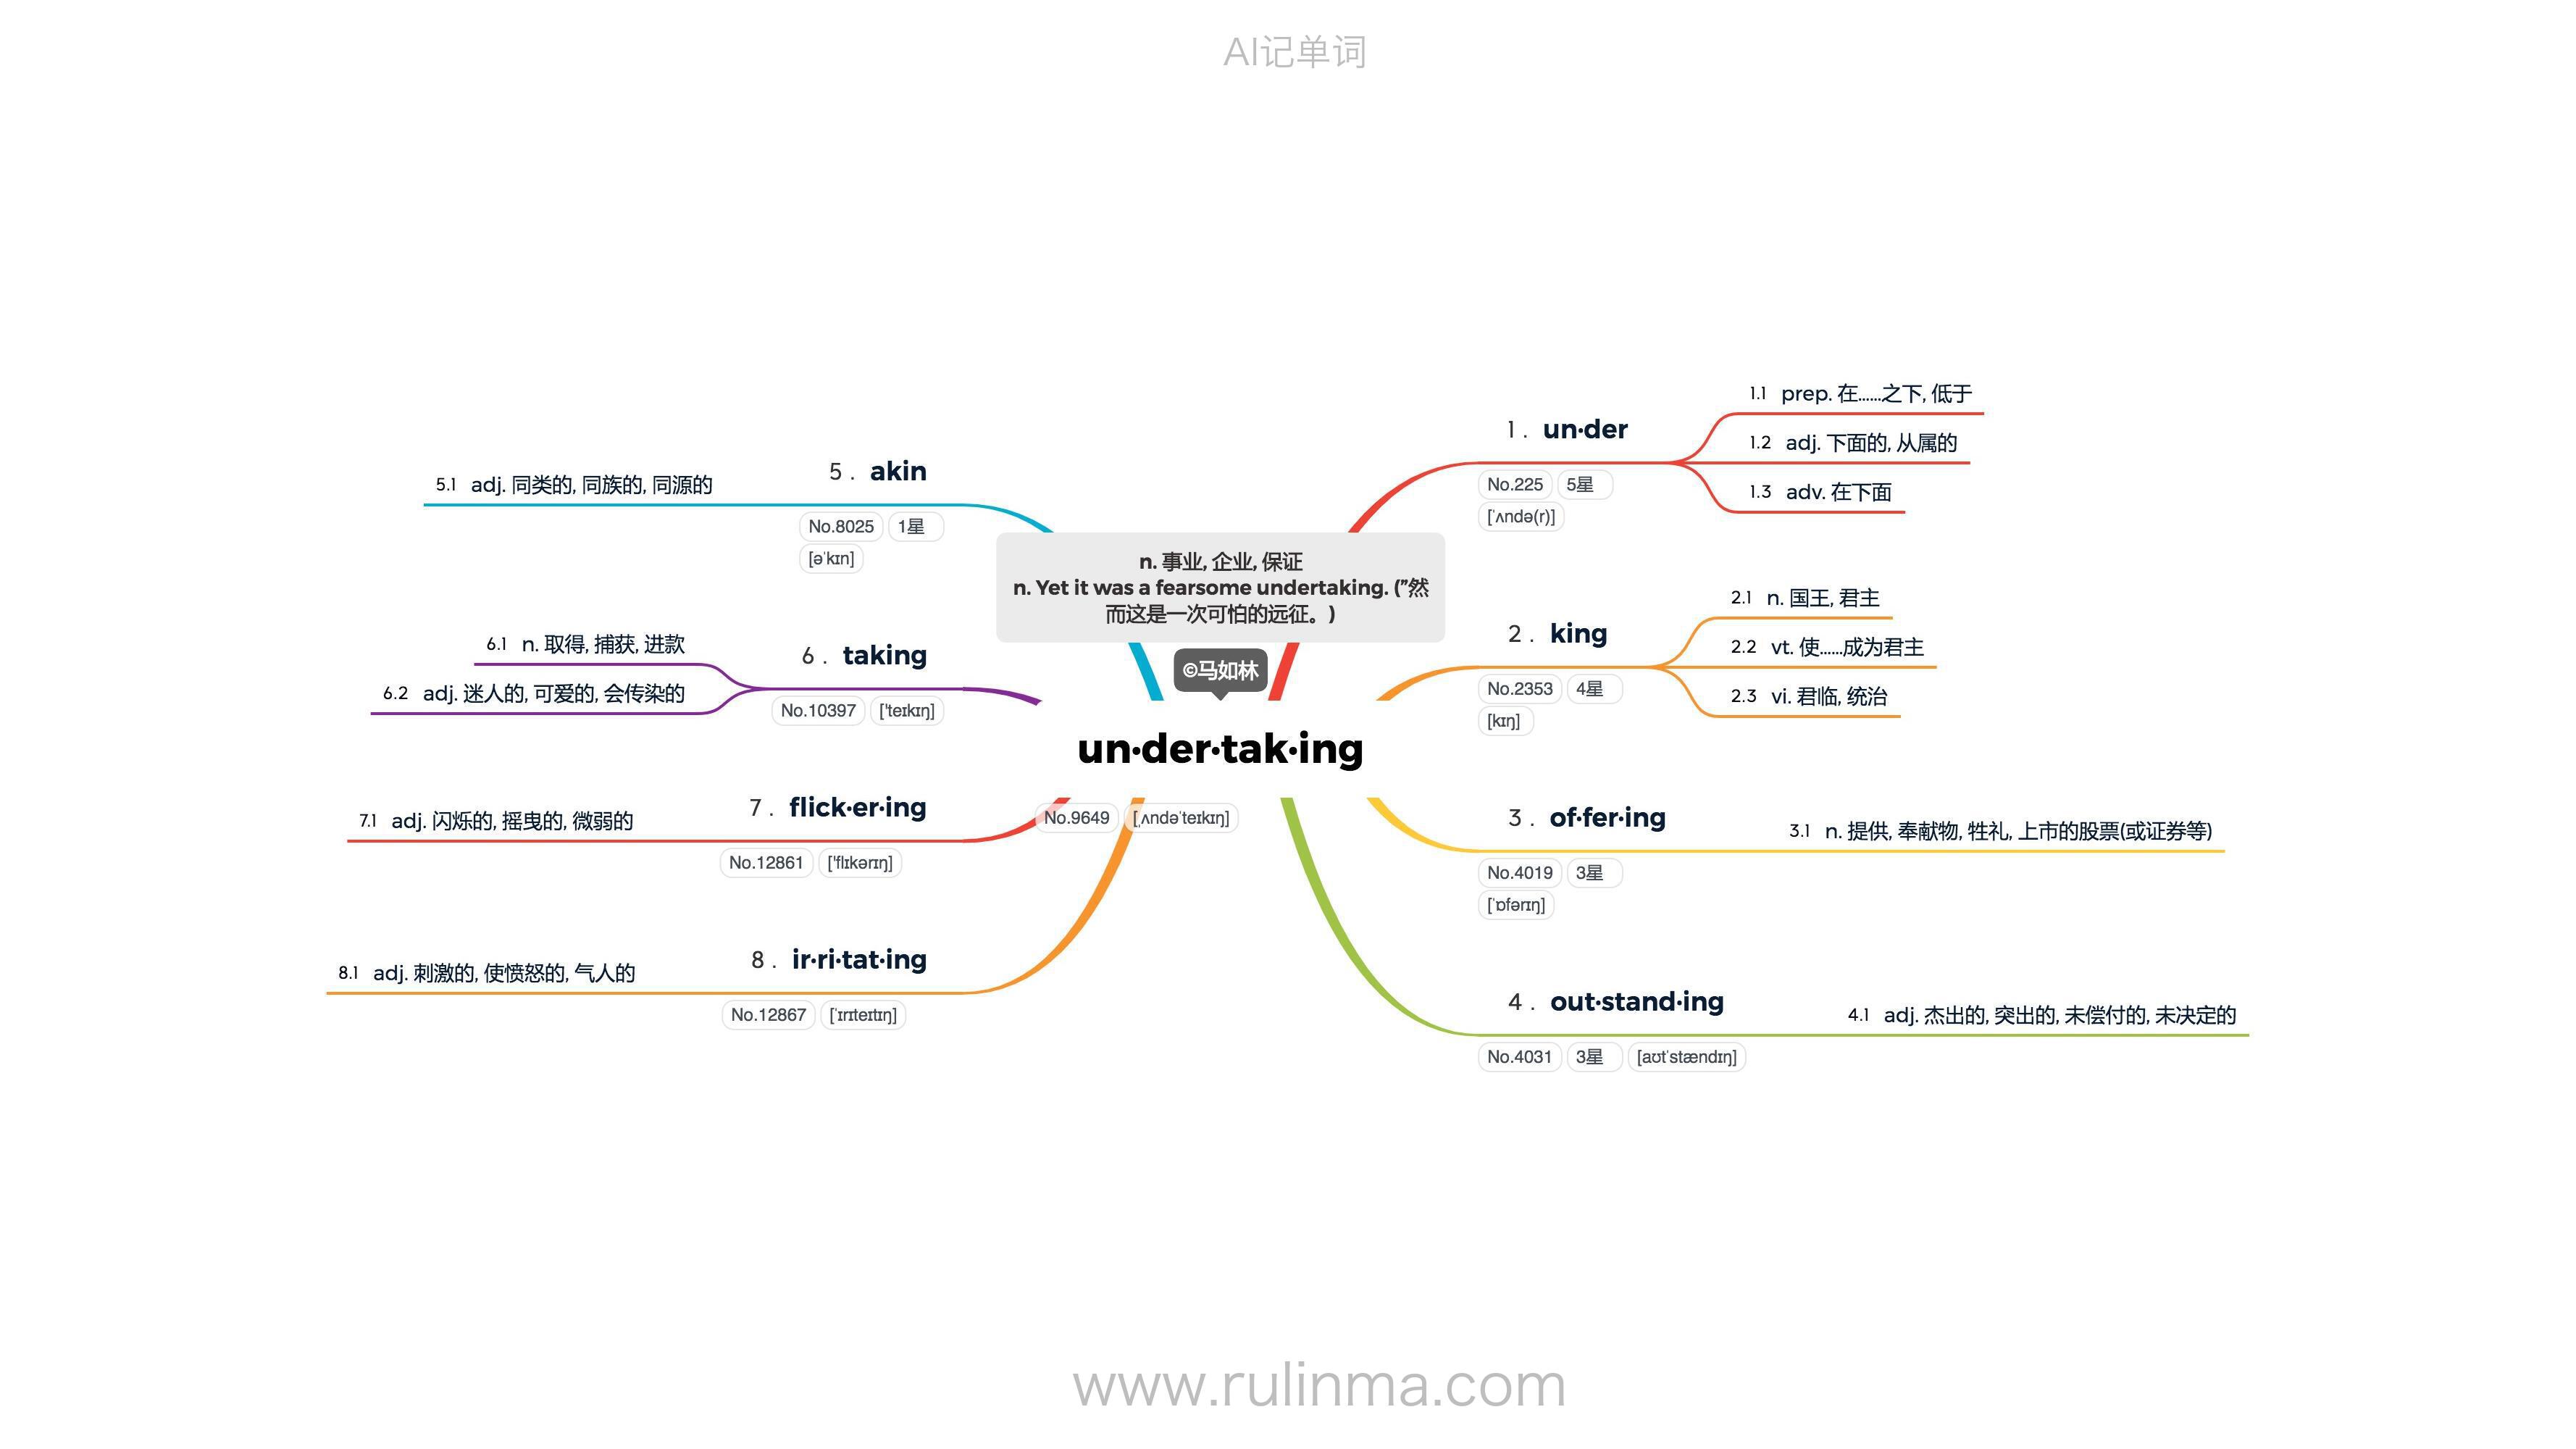 AI记单词
n. 事业, 企业, 保证
n. Yet it was a fearsome undertaking. ("然
而这是一次可怕的远征。)
©马如林
un·der·tak·ing
No.9649 [ˌʌndəˈteɪkɪŋ]
1 . un·der
No.225 5星
[ˈʌndə(r)]
1.1 prep. 在......之下, 低于
1.2 adj. 下面的, 从属的
1.3 adv. 在下面
2 . king
No.2353 4星
[kɪŋ]
2.1 n. 国王, 君主
2.2 vt. 使......成为君主
2.3 vi. 君临, 统治
3 . of·fer·ing
No.4019 3星
[ˈɒfərɪŋ]
3.1 n. 提供, 奉献物, 牲礼, 上市的股票(或证券等)
4 . out·stand·ing
No.4031 3星 [aʊtˈstændɪŋ]
4.1 adj. 杰出的, 突出的, 未偿付的, 未决定的
5 . akin
No.8025 1星
[əˈkɪn]
5.1 adj. 同类的, 同族的, 同源的
6 . taking
No.10397 ['teɪkɪŋ]
6.1 n. 取得, 捕获, 进款
6.2 adj. 迷人的, 可爱的, 会传染的
7 . flick·er·ing
No.12861 ['flɪkərɪŋ]
7.1 adj. 闪烁的, 摇曳的, 微弱的
8 . ir·ri·tat·ing
No.12867 [ˈɪrɪteɪtɪŋ]
8.1 adj. 刺激的, 使愤怒的, 气人的
www.rulinma.com